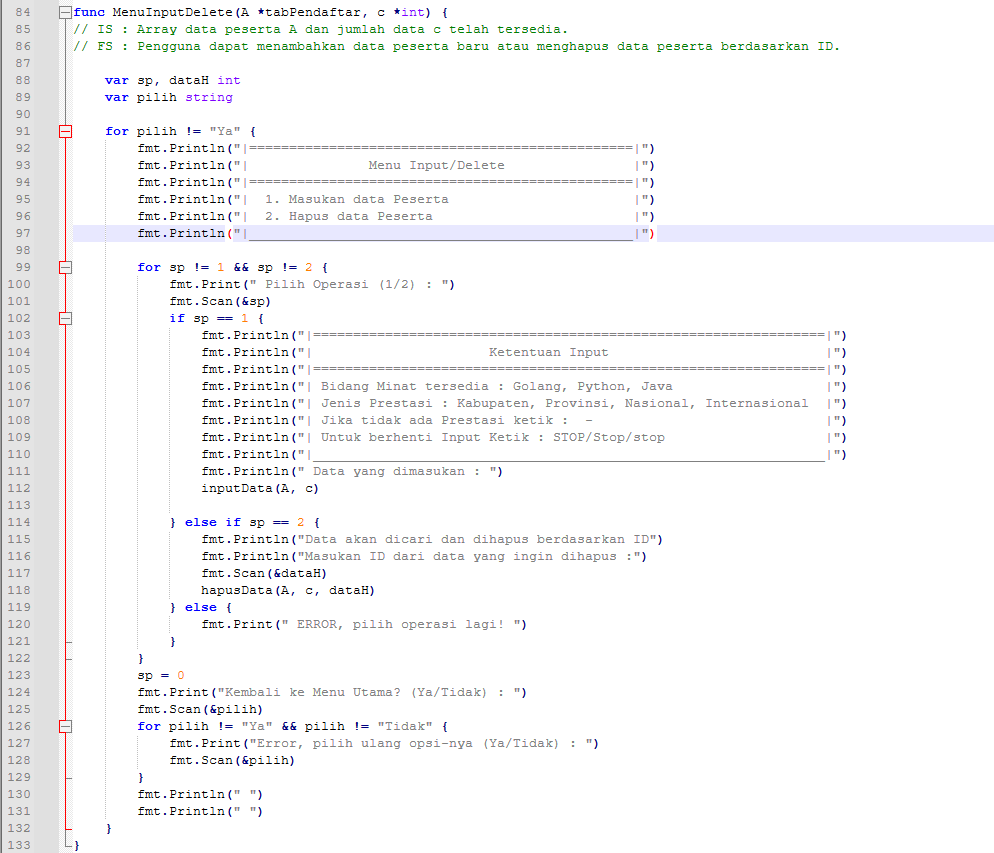 84 func MenuInputDelete(A *tabPendaftar, c *int) {
85 // IS : Array data peserta A dan jumlah data c telah tersedia.
86 // FS : Pengguna dapat menambahkan data peserta baru atau menghapus data peserta berdasarkan ID.
87
88     var sp, dataH int
89     var pilih string
90
91     for pilih != "Ya" {
92         fmt.Println("|================================================|")
93         fmt.Println("|               Menu Input/Delete                |")
94         fmt.Println("|================================================|")
95         fmt.Println("|  1. Masukan data Peserta                       |")
96         fmt.Println("|  2. Hapus data Peserta                         |")
97         fmt.Println("|________________________________________________|")
98
99         for sp != 1 && sp != 2 {
100             fmt.Print(" Pilih Operasi (1/2) : ")
101             fmt.Scan(&sp)
102             if sp == 1 {
103                 fmt.Println("|================================================================|")
104                 fmt.Println("|                      Ketentuan Input                           |")
105                 fmt.Println("|================================================================|")
106                 fmt.Println("| Bidang Minat tersedia : Golang, Python, Java                   |")
107                 fmt.Println("| Jenis Prestasi : Kabupaten, Provinsi, Nasional, Internasional  |")
108                 fmt.Println("| Jika tidak ada Prestasi ketik :  -                             |")
109                 fmt.Println("| Untuk berhenti Input Ketik : STOP/Stop/stop                    |")
110                 fmt.Println("|________________________________________________________________|")
111                 fmt.Println(" Data yang dimasukan : ")
112                 inputData(A, c)
113
114             } else if sp == 2 {
115                 fmt.Println("Data akan dicari dan dihapus berdasarkan ID")
116                 fmt.Println("Masukan ID dari data yang ingin dihapus :")
117                 fmt.Scan(&dataH)
118                 hapusData(A, c, dataH)
119             } else {
120                 fmt.Print(" ERROR, pilih operasi lagi! ")
121             }
122         }
123         sp = 0
124         fmt.Print("Kembali ke Menu Utama? (Ya/Tidak) : ")
125         fmt.Scan(&pilih)
126         for pilih != "Ya" && pilih != "Tidak" {
127             fmt.Print("Error, pilih ulang opsi-nya (Ya/Tidak) : ")
128             fmt.Scan(&pilih)
129         }
130         fmt.Println(" ")
131         fmt.Println(" ")
132     }
133 }